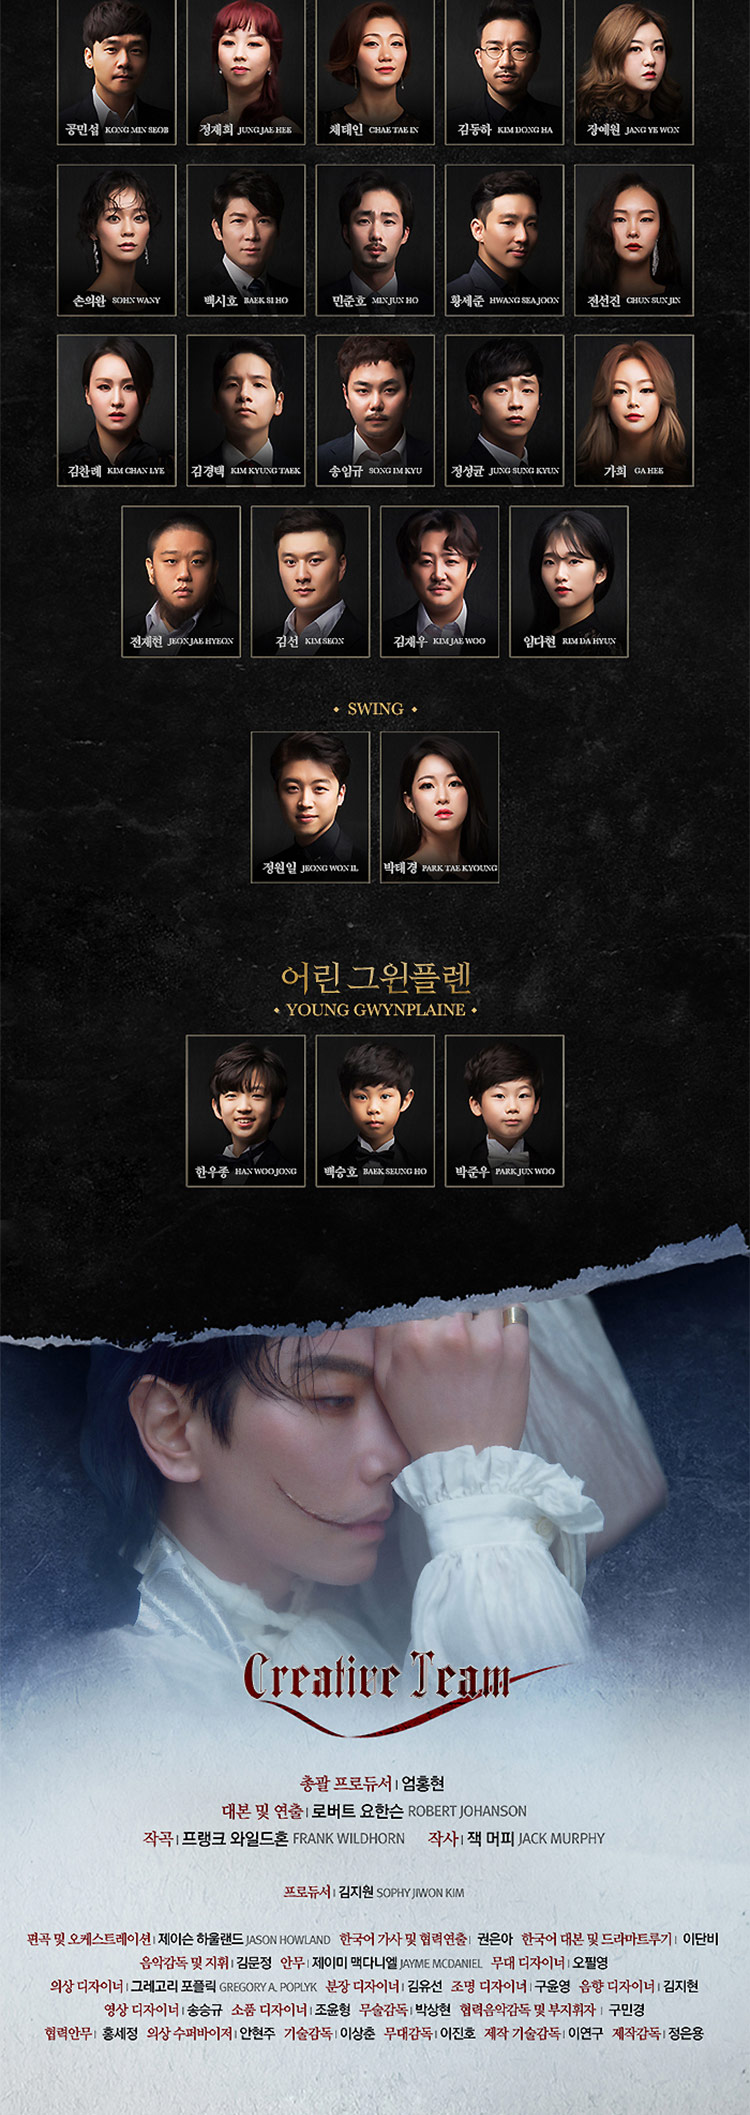 공민섭 KONG MIN SEOB 정재희 JUNG JAE HEE 채태인 CHAE TAE IN 김동하 KIM DONG HA 장예원 JANG YE WON
손의완 SOHN WANY 백시호 BAEK SI HO 민준호 MIN JUN HO 황세준 HWANG SEA JOON 전선진 CHUN SUN JIN
김찬례 KIM CHAN LYE 김경택 KIM KYUNG TAEK 송임규 SONG IM KYU 정성균 JUNG SUNG KYUN 가희 GA HEE
전재현 JEON JAE HYEON 김선 KIM SEON 김재우 KIM JAE WOO 임다현 RIM DA HYUN
SWING
정원일 JEONG WON IL 박태경 PARK TAE KYOUNG
어린 그윈플렌
YOUNG GWYNPLAINE
한우종 HAN WOO JONG 백승호 BAEK SEUNG HO 박준우 PARK JUN WOO
Creative Team
총괄 프로듀서 | 엄홍현
대본 및 연출 | 로버트 요한슨 ROBERT JOHANSON
작곡 | 프랭크 와일드혼 FRANK WILDHORN 작사 | 잭 머피 JACK MURPHY
프로듀서 | 김지원 SOPHY JIWON KIM
편곡 및 오케스트레이션 | 제이슨 하울랜드 JASON HOWLAND 한국어 가사 및 협력연출 | 권은아 한국어 대본 및 드라마트루기 | 이단비
음악감독 및 지휘 | 김문정 안무 | 제이미 맥다니엘 JAYME MCDANIEL 무대 디자이너 | 오필영
의상 디자이너 | 그레고리 포플릭 GREGORY A. POPLYK 분장 디자이너 | 김유선 조명 디자이너 | 구윤영 음향 디자이너 | 김지현
영상 디자이너 | 송승규 소품 디자이너 | 조윤형 무술감독 | 박상현 협력음악감독 및 부지휘자 | 구민경
협력안무 | 홍세정 의상 수퍼바이저 | 안현주 기술감독 | 이상춘 무대감독 | 이진호 제작 기술감독 | 이연구 제작감독 | 정은용